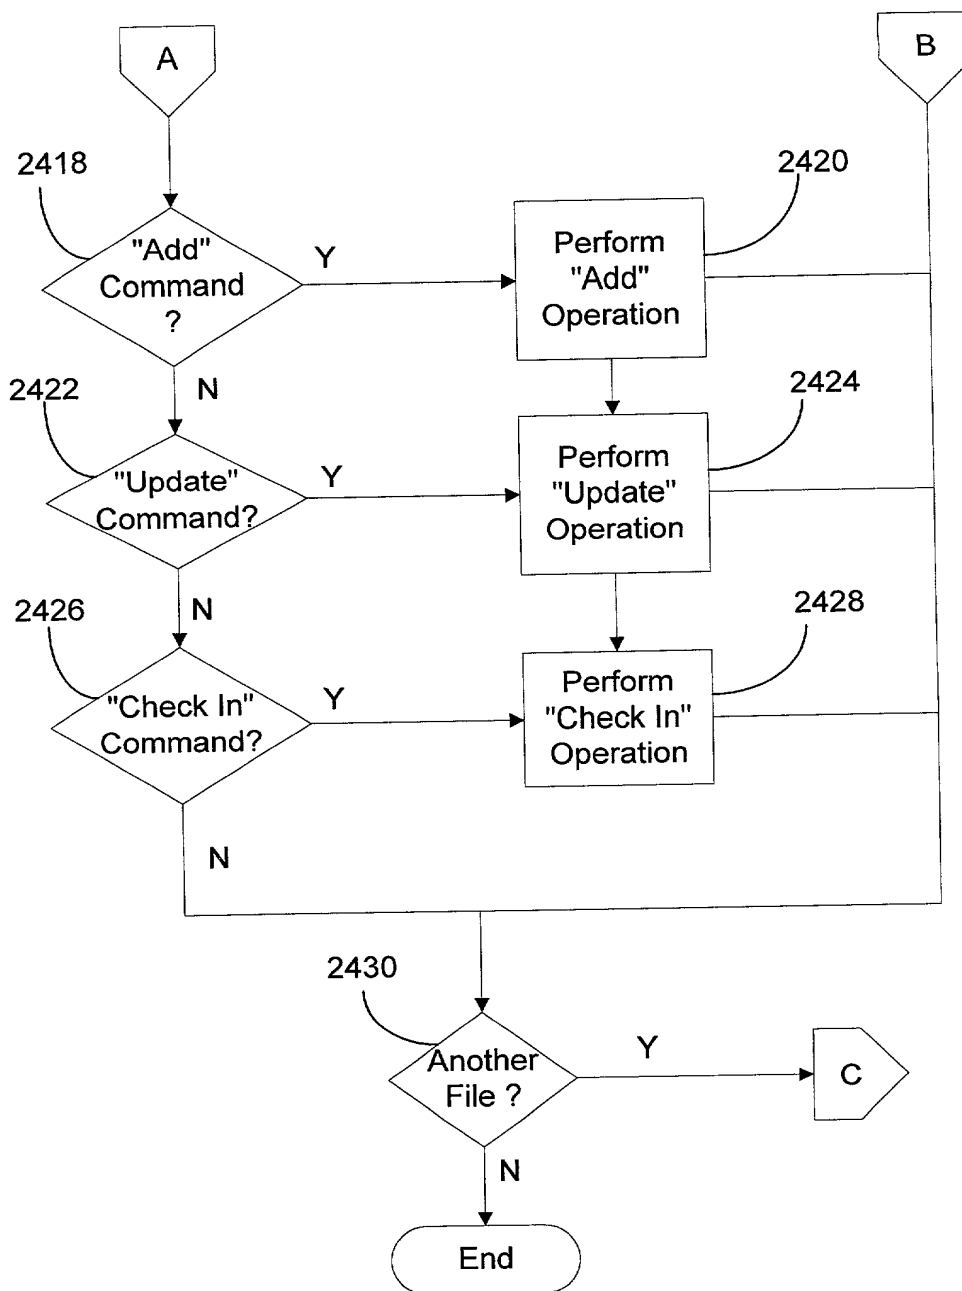 A
B
2418
2420
"Add"
Command
?
Y
Perform
"Add"
Operation
N
2422
2424
"Update"
Command?
Y
Perform
"Update"
Operation
N
2426
2428
"Check In"
Command?
Y
Perform
"Check In"
Operation
N
2430
Another
File ?
Y
C
N
End